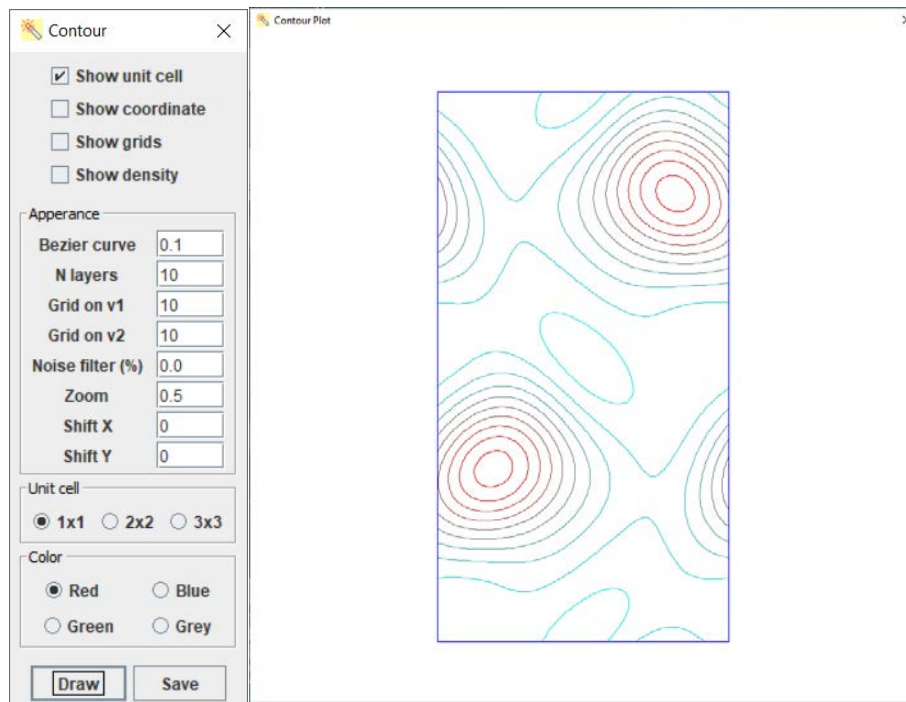 Contour
Contour Plot
Show unit cell
Show coordinate
Show grids
Show density
Apperance
Bezier curve 0.1
N layers 10
Grid on v1 10
Grid on v2 10
Noise filter (%) 0.0
Zoom 0.5
Shift X 0
Shift Y 0
Unit cell
1x1 2x2 3x3
Color
Red Blue
Green Grey
Draw Save